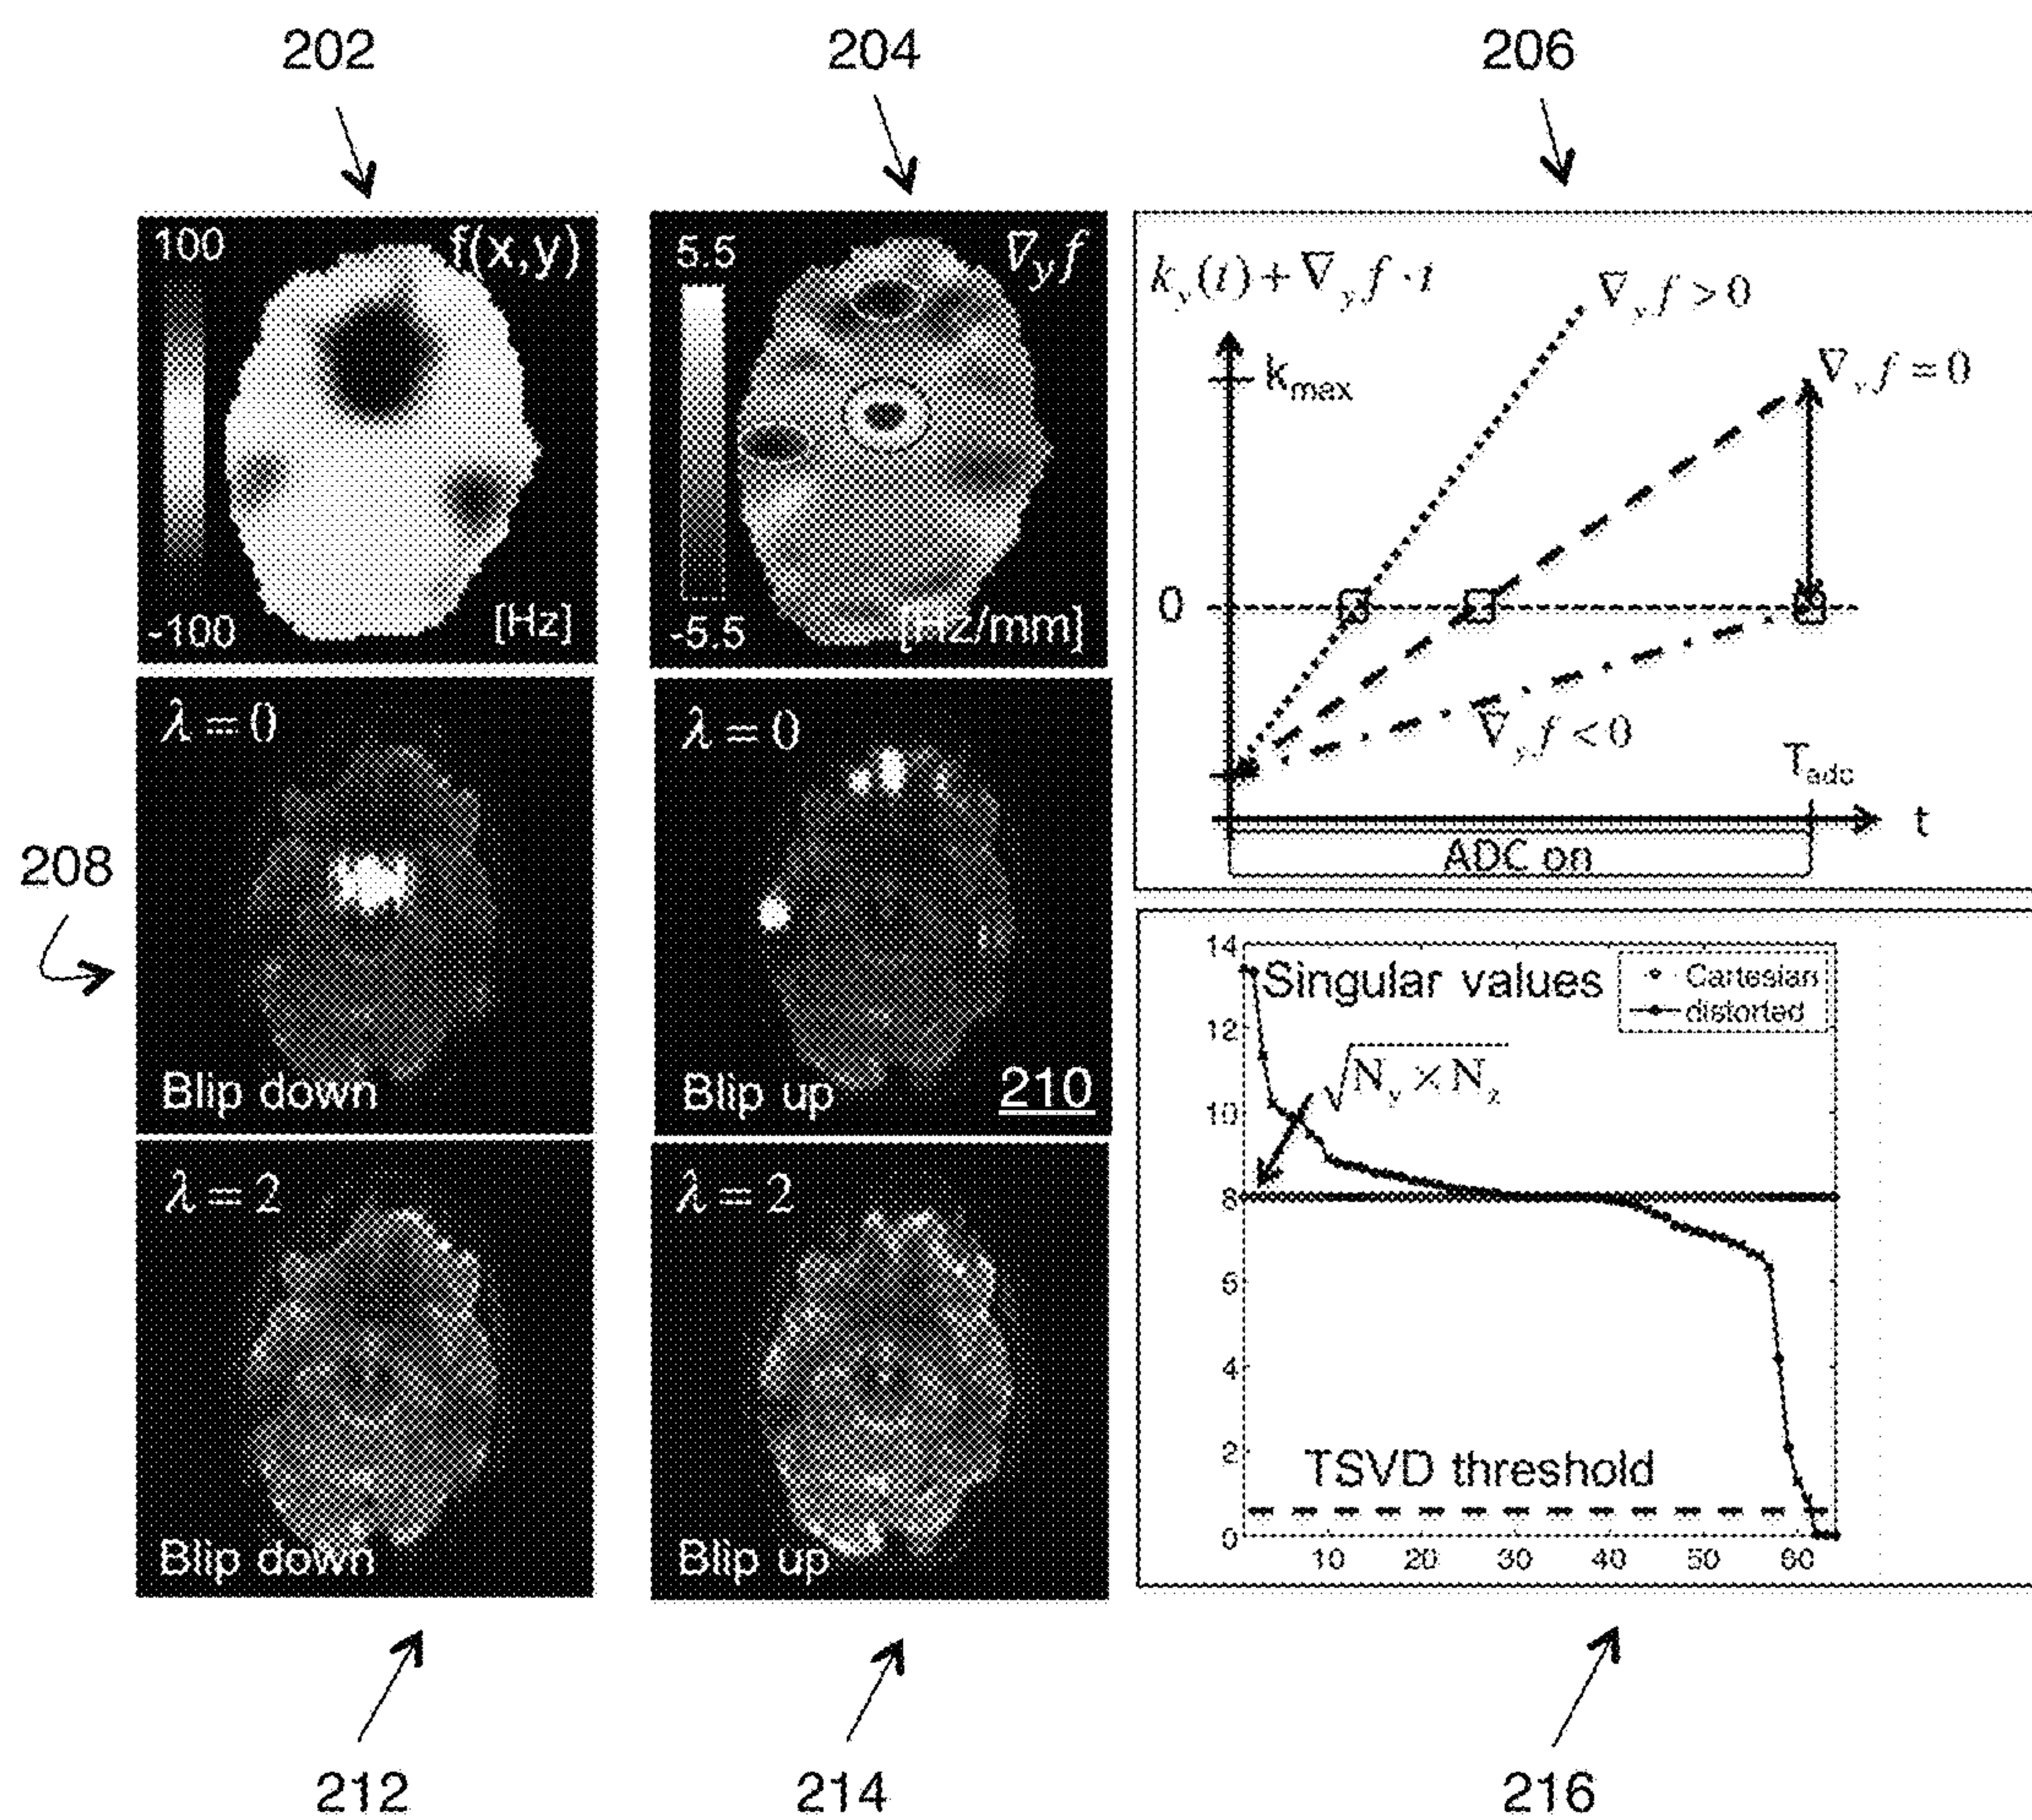 202
204
206
100
f(x,y)
-100
[Hz]
5.5
∇yf
-5.5
[Hz/mm]
ky(t) + ∇yf · t
∇yf > 0
kmax
∇yf = 0
0
∇yf < 0
Tadc
t
ADC on
208
λ = 0
Blip down
λ = 0
Blip up
210
λ = 2
Blip down
λ = 2
Blip up
14
Singular values
Cartesian
distorted
12
√Ny × Nz
10
8
6
4
2
TSVD threshold
0
10 20 30 40 50 60
212
214
216